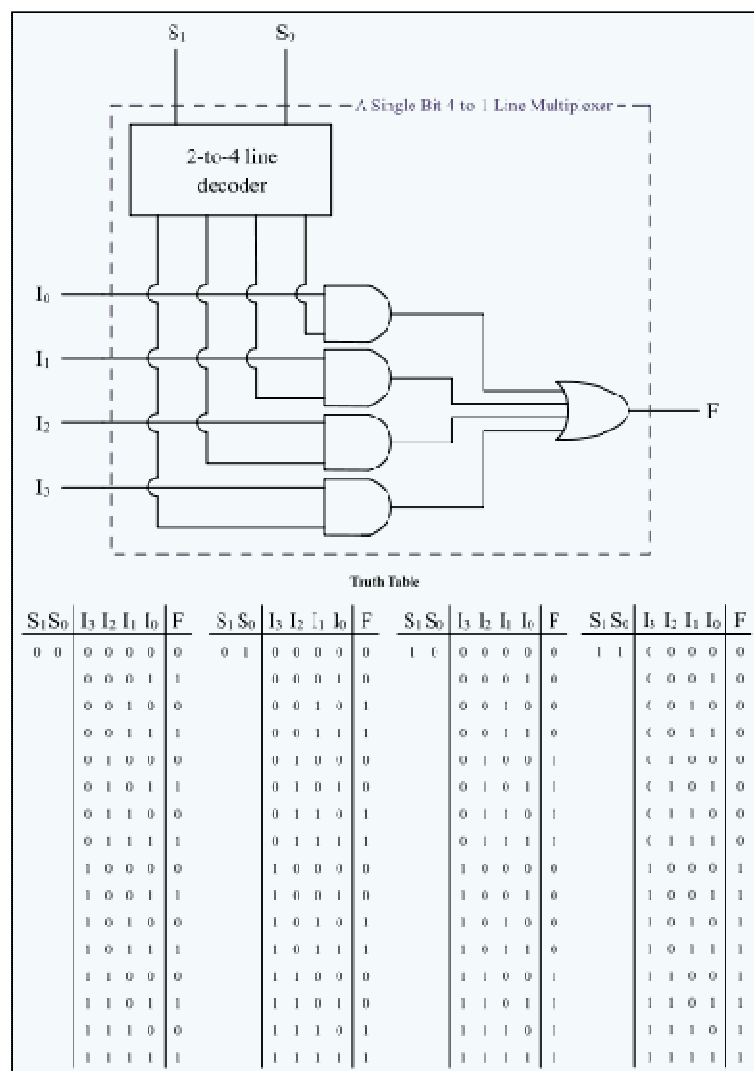 S₁ S₀
A Single Bit 4 to 1 Line Multiplexer
2-to-4 line
decoder
I₀
I₁
I₂
F
I₃
Truth Table
S₁ S₀ I₃ I₂ I₁ I₀ F S₁ S₀ I₃ I₂ I₁ I₀ F S₁ S₀ I₃ I₂ I₁ I₀ F S₁ S₀ I₃ I₂ I₁ I₀ F
0 0 0 0 0 0 0 0 1 0 0 0 0 0 1 0 0 0 0 0 0 1 1 0 0 0 0 0
0 0 0 1 1 0 0 0 1 0 0 0 0 1 0 0 0 0 1 0
0 0 1 0 0 0 0 1 0 1 0 0 1 0 0 0 0 1 0 0
0 0 1 1 1 0 0 1 1 1 0 0 1 1 0 0 0 1 1 0
0 1 0 0 0 0 1 0 0 0 0 1 0 0 1 0 1 0 0 0
0 1 0 1 1 0 1 0 1 0 0 1 0 1 1 0 1 0 1 0
0 1 1 0 0 0 1 1 0 1 0 1 1 0 1 0 1 1 0 0
0 1 1 1 1 0 1 1 1 1 0 1 1 1 1 0 1 1 1 0
1 0 0 0 0 1 0 0 0 0 1 0 0 0 0 1 0 0 0 1
1 0 0 1 1 1 0 0 1 0 1 0 0 1 0 1 0 0 1 1
1 0 1 0 0 1 0 1 0 1 1 0 1 0 0 1 0 1 0 1
1 0 1 1 1 1 0 1 1 1 1 0 1 1 0 1 0 1 1 1
1 1 0 0 0 1 1 0 0 0 1 1 0 0 1 1 1 0 0 1
1 1 0 1 1 1 1 0 1 0 1 1 0 1 1 1 1 0 1 1
1 1 1 0 0 1 1 1 0 1 1 1 1 0 1 1 1 1 0 1
1 1 1 1 1 1 1 1 1 1 1 1 1 1 1 1 1 1 1 1